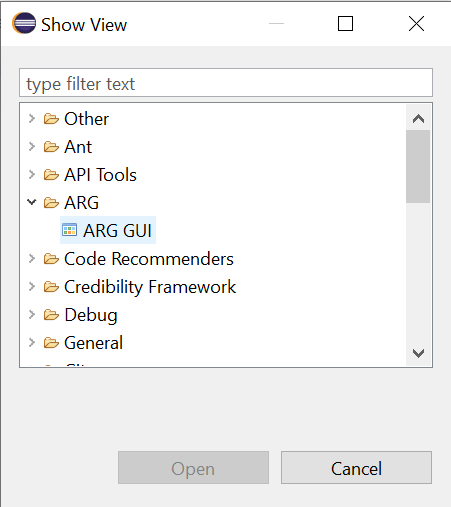 Show View
type filter text
Other
Ant
API Tools
ARG
ARG GUI
Code Recommenders
Credibility Framework
Debug
General
Open
Cancel